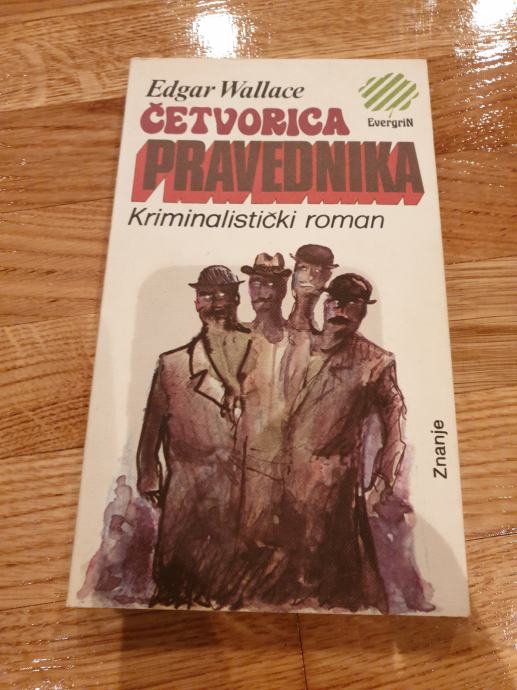 Edgar Wallace
EvergriN
ČETVORICA
PRAVEDNIKA
Kriminalistički roman
Znanje